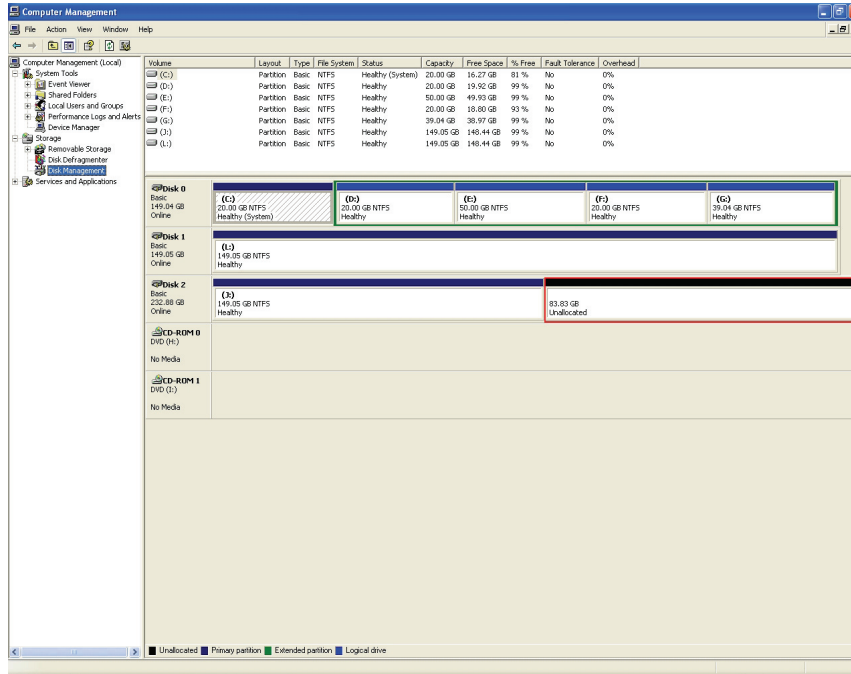 Computer Management
File Action View Window Help
Computer Management (Local)
System Tools
Event Viewer
Shared Folders
Local Users and Groups
Performance Logs and Alerts
Device Manager
Storage
Removable Storage
Disk Defragmenter
Disk Management
Services and Applications
Volume Layout Type File System Status Capacity Free Space % Free Fault Tolerance Overhead
(C:) Partition Basic NTFS Healthy (System) 20.00 GB 16.27 GB 81 % No 0%
(D:) Partition Basic NTFS Healthy 20.00 GB 19.92 GB 99 % No 0%
(E:) Partition Basic NTFS Healthy 50.00 GB 49.93 GB 99 % No 0%
(F:) Partition Basic NTFS Healthy 20.00 GB 18.80 GB 93 % No 0%
(G:) Partition Basic NTFS Healthy 39.04 GB 38.97 GB 99 % No 0%
(J:) Partition Basic NTFS Healthy 149.05 GB 148.44 GB 99 % No 0%
(L:) Partition Basic NTFS Healthy 149.05 GB 148.44 GB 99 % No 0%
Disk 0
Basic
149.04 GB
Online
(C:)
20.00 GB NTFS
Healthy (System)
(D:)
20.00 GB NTFS
Healthy
(E:)
50.00 GB NTFS
Healthy
(F:)
20.00 GB NTFS
Healthy
(G:)
39.04 GB NTFS
Healthy
Disk 1
Basic
149.05 GB
Online
(L:)
149.05 GB NTFS
Healthy
Disk 2
Basic
232.88 GB
Online
(J:)
149.05 GB NTFS
Healthy
83.83 GB
Unallocated
CD-ROM 0
DVD (H:)
No Media
CD-ROM 1
DVD (I:)
No Media
Unallocated Primary partition Extended partition Logical drive